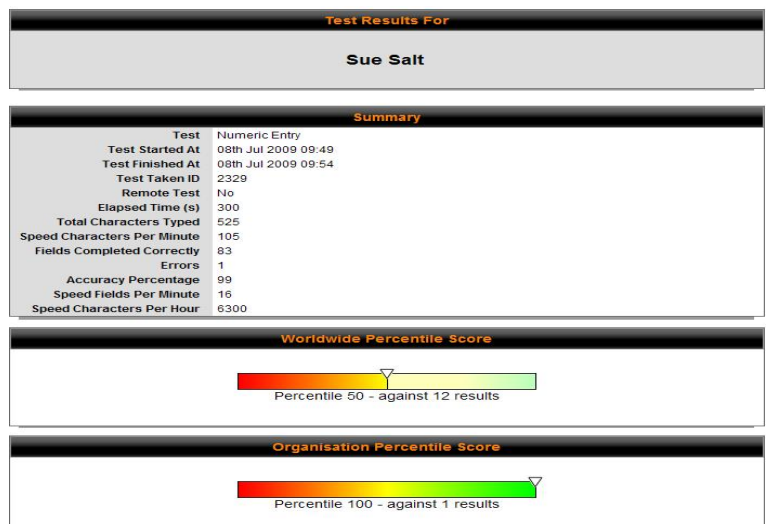 Test Results For
Sue Salt
Summary
Test Numeric Entry
Test Started At 08th Jul 2009 09:49
Test Finished At 08th Jul 2009 09:54
Test Taken ID 2329
Remote Test No
Elapsed Time (s) 300
Total Characters Typed 525
Speed Characters Per Minute 105
Fields Completed Correctly 83
Errors 1
Accuracy Percentage 99
Speed Fields Per Minute 16
Speed Characters Per Hour 6300
Worldwide Percentile Score
Percentile 50 - against 12 results
Organisation Percentile Score
Percentile 100 - against 1 results